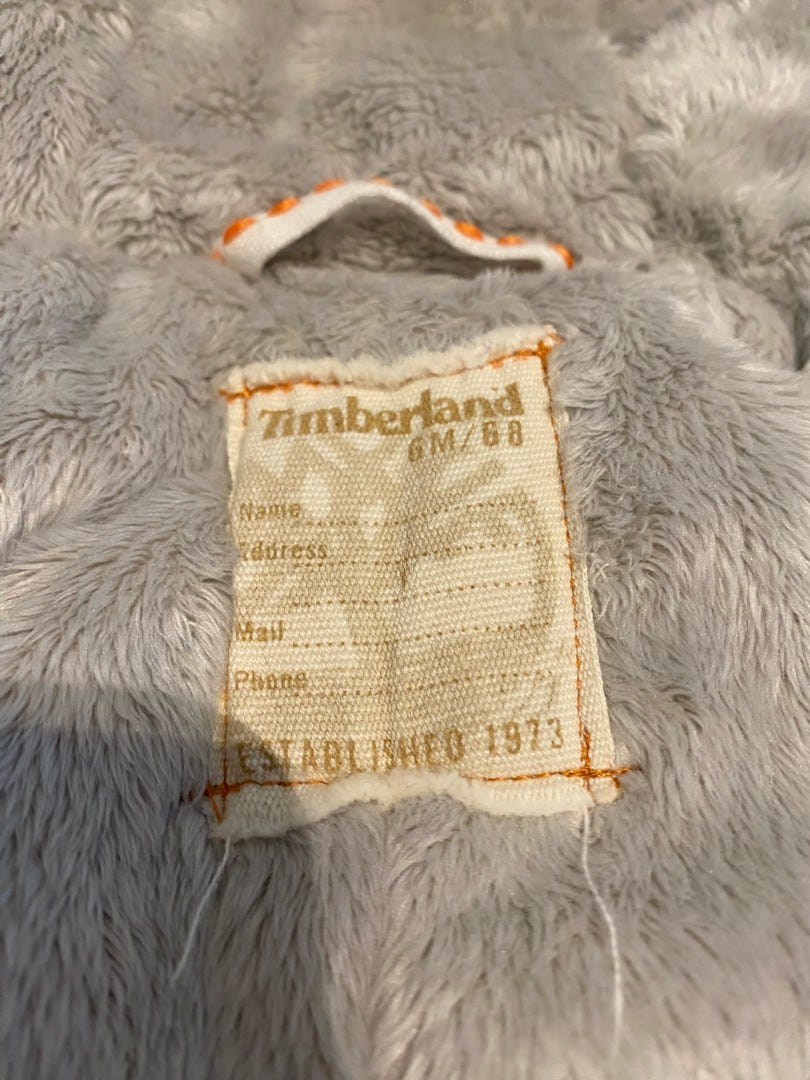 Timberland
6M/68
Name
Address
Mail
Phone
ESTABLISHED 1973